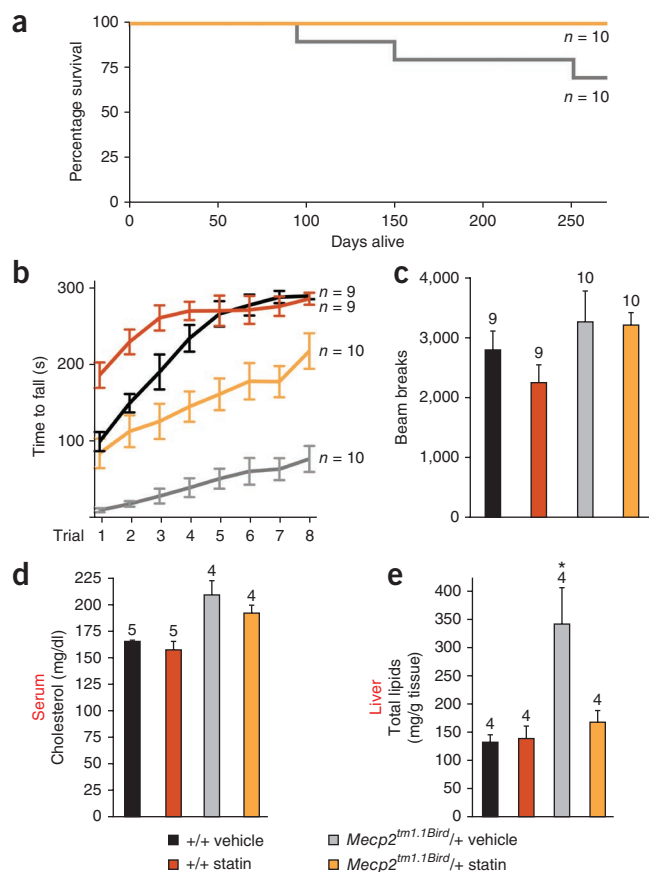 a
Percentage survival
100
75
50
25
0
n = 10
n = 10
0 50 100 150 200 250
Days alive
b
Time to fall (s)
300
200
100
n = 9
n = 9
n = 10
n = 10
Trial 1 2 3 4 5 6 7 8
c
Beam breaks
4,000
3,000
2,000
1,000
0
9
9
10
10
d
Serum
Cholesterol (mg/dl)
225
200
175
150
125
100
75
50
25
0
5
5
4
4
e
Liver
Total lipids
(mg/g tissue)
400
350
300
250
200
150
100
50
0
4
4
*
4
4
+/+ vehicle
Mecp2tm1.1Bird/+ vehicle
+/+ statin
Mecp2tm1.1Bird/+ statin